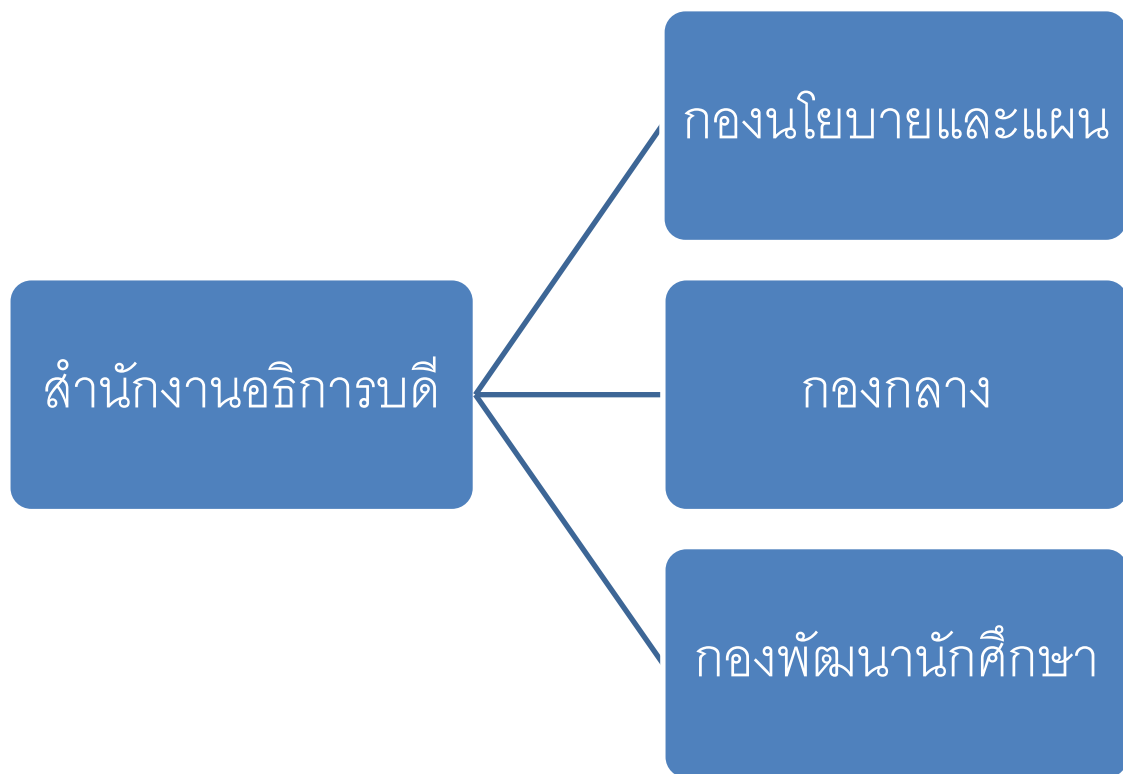 กองนโยบายและแผน
สำนักงานอธิการบดี
กองกลาง
กองพัฒนานักศึกษา